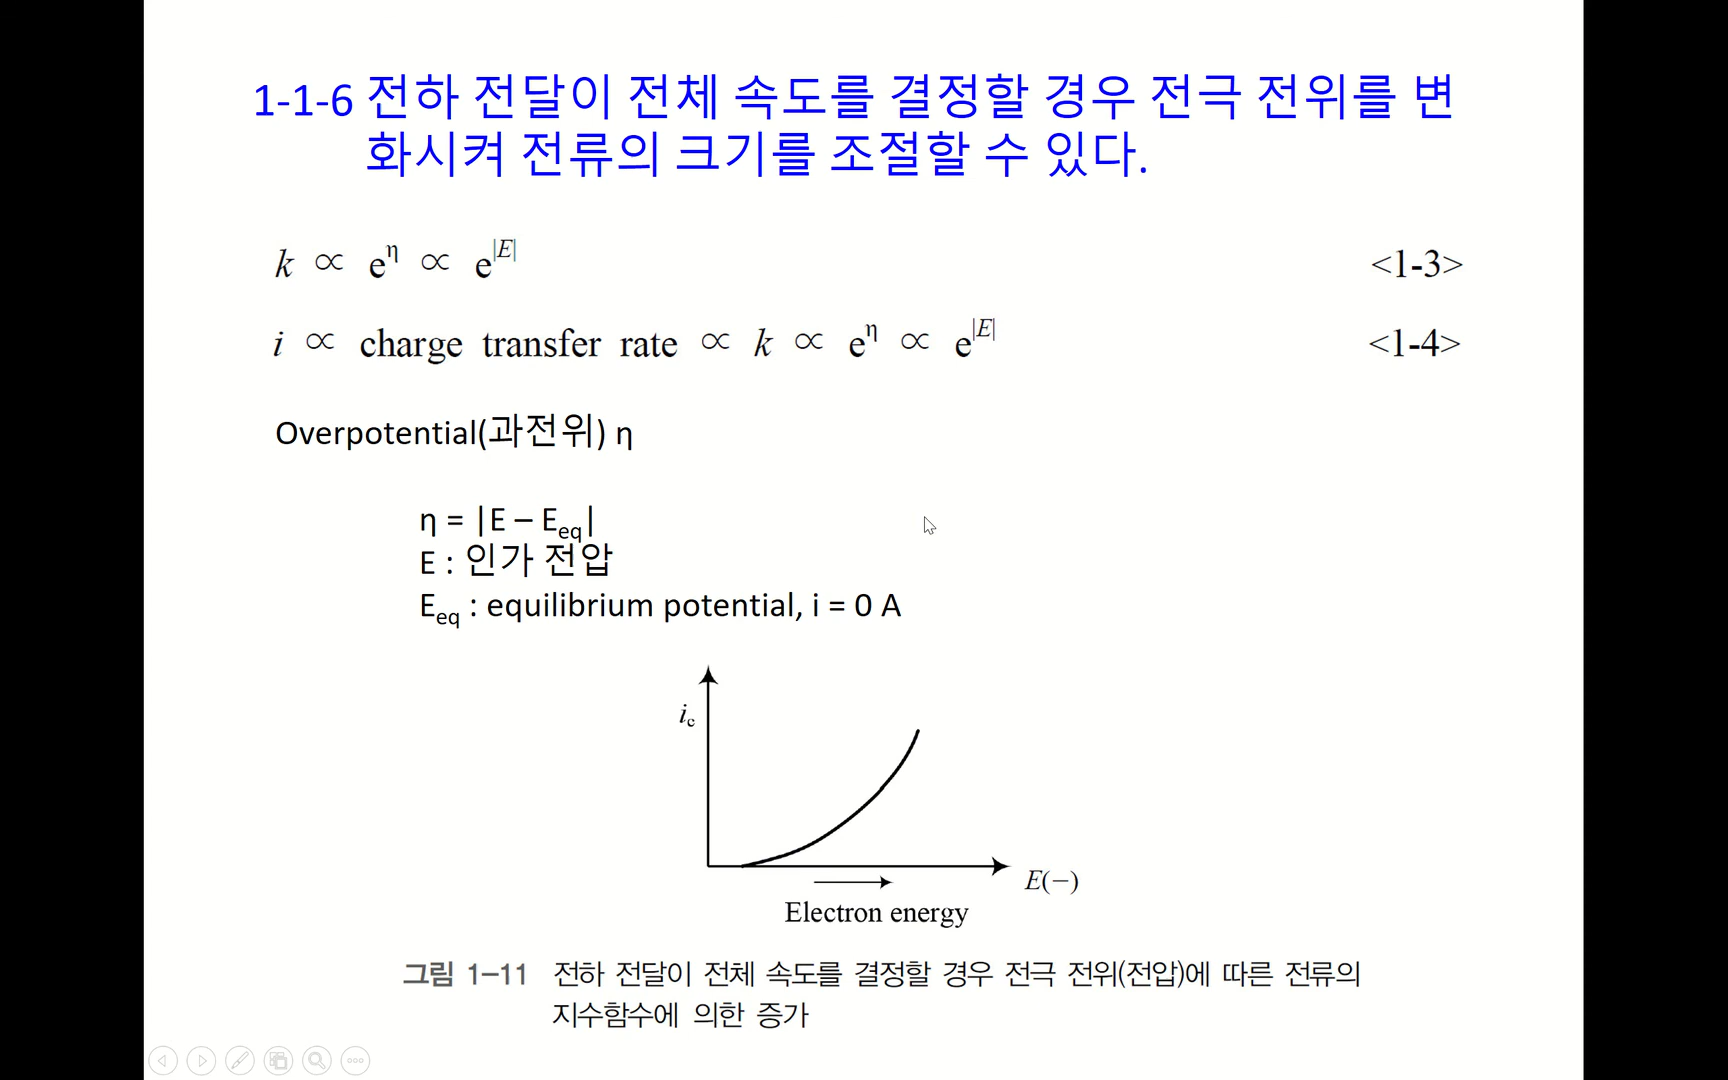 1-1-6 전하 전달이 전체 속도를 결정할 경우 전극 전위를 변
화시켜 전류의 크기를 조절할 수 있다.
k ∝ e^η ∝ e^|E| <1-3>
i ∝ charge transfer rate ∝ k ∝ e^η ∝ e^|E| <1-4>
Overpotential(과전위) η
η = |E – E_eq|
E : 인가 전압
E_eq : equilibrium potential, i = 0 A
i_c
E(−)
Electron energy
그림 1−11 전하 전달이 전체 속도를 결정할 경우 전극 전위(전압)에 따른 전류의
지수함수에 의한 증가